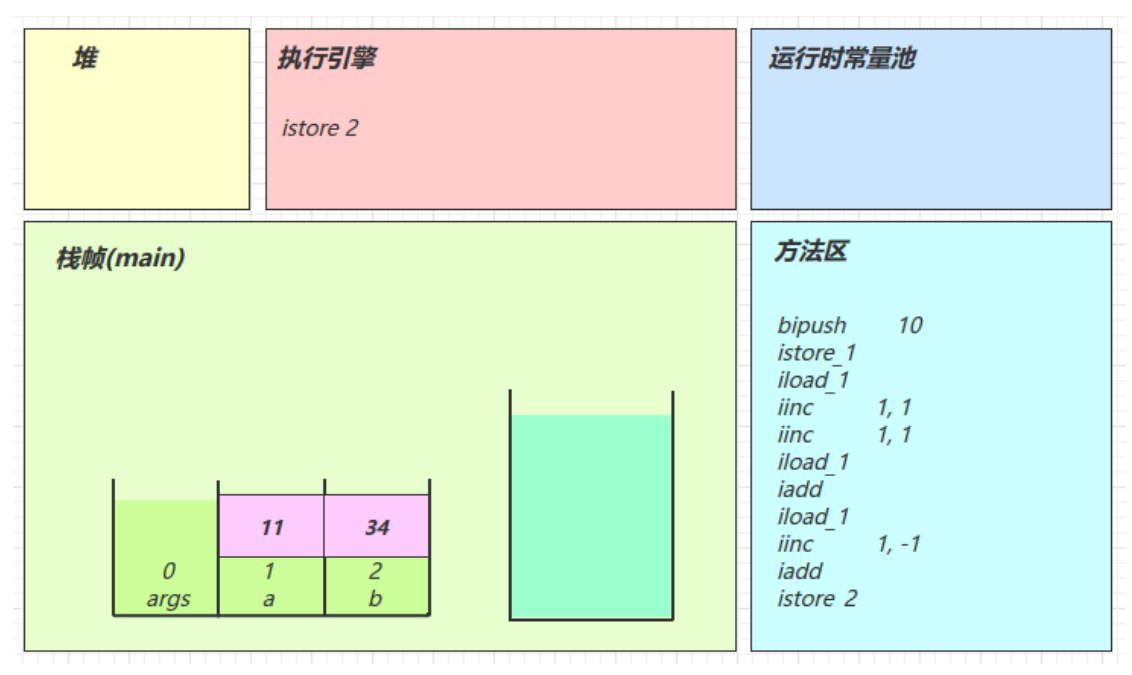 堆
执行引擎
istore 2
运行时常量池
栈帧(main)
11 34
0 1 2
args a b
方法区
bipush 10
istore_1
iload_1
iinc 1, 1
iinc 1, 1
iload_1
iadd
iload_1
iinc 1, -1
iadd
istore 2